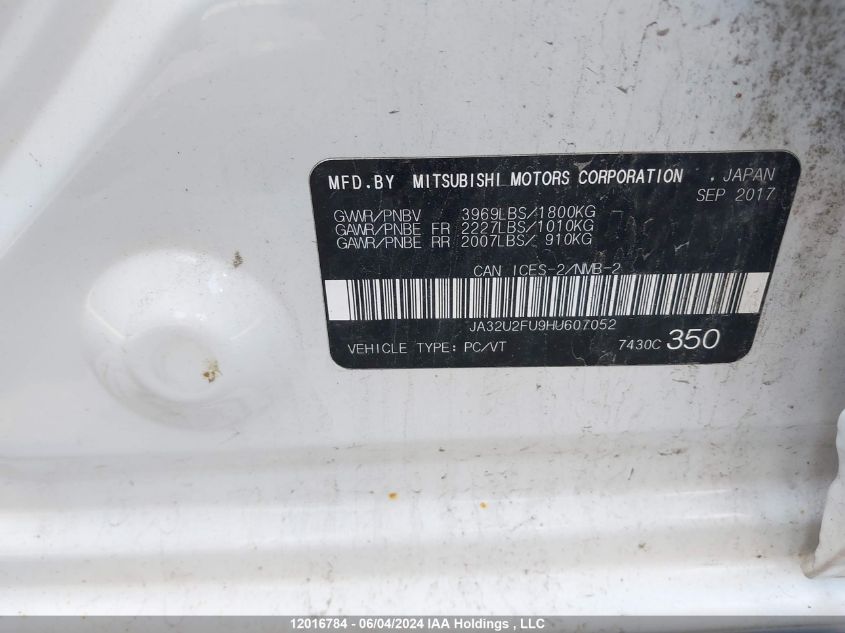 MFD.BY MITSUBISHI MOTORS CORPORATION . JAPAN
SEP 2017
GVWR/PNBV 3969LBS/1800KG
GAWR/PNBE FR 2227LBS/1010KG
GAWR/PNBE RR 2007LBS/ 910KG
CAN ICES-2/NMB-2
JA32U2FU9HU607052
VEHICLE TYPE: PC/VT 7430C 350
12016784 - 06/04/2024 IAA Holdings , LLC